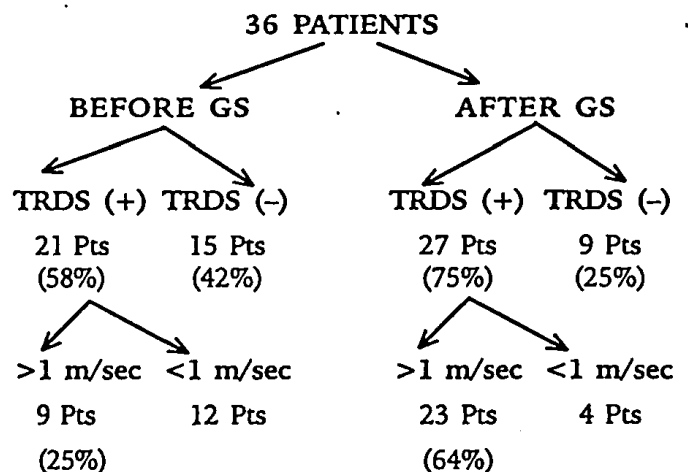 36 PATIENTS
BEFORE GS AFTER GS
TRDS (+) TRDS (–) TRDS (+) TRDS (–)
21 Pts 15 Pts 27 Pts 9 Pts
(58%) (42%) (75%) (25%)
>1 m/sec <1 m/sec >1 m/sec <1 m/sec
9 Pts 12 Pts 23 Pts 4 Pts
(25%) (64%)